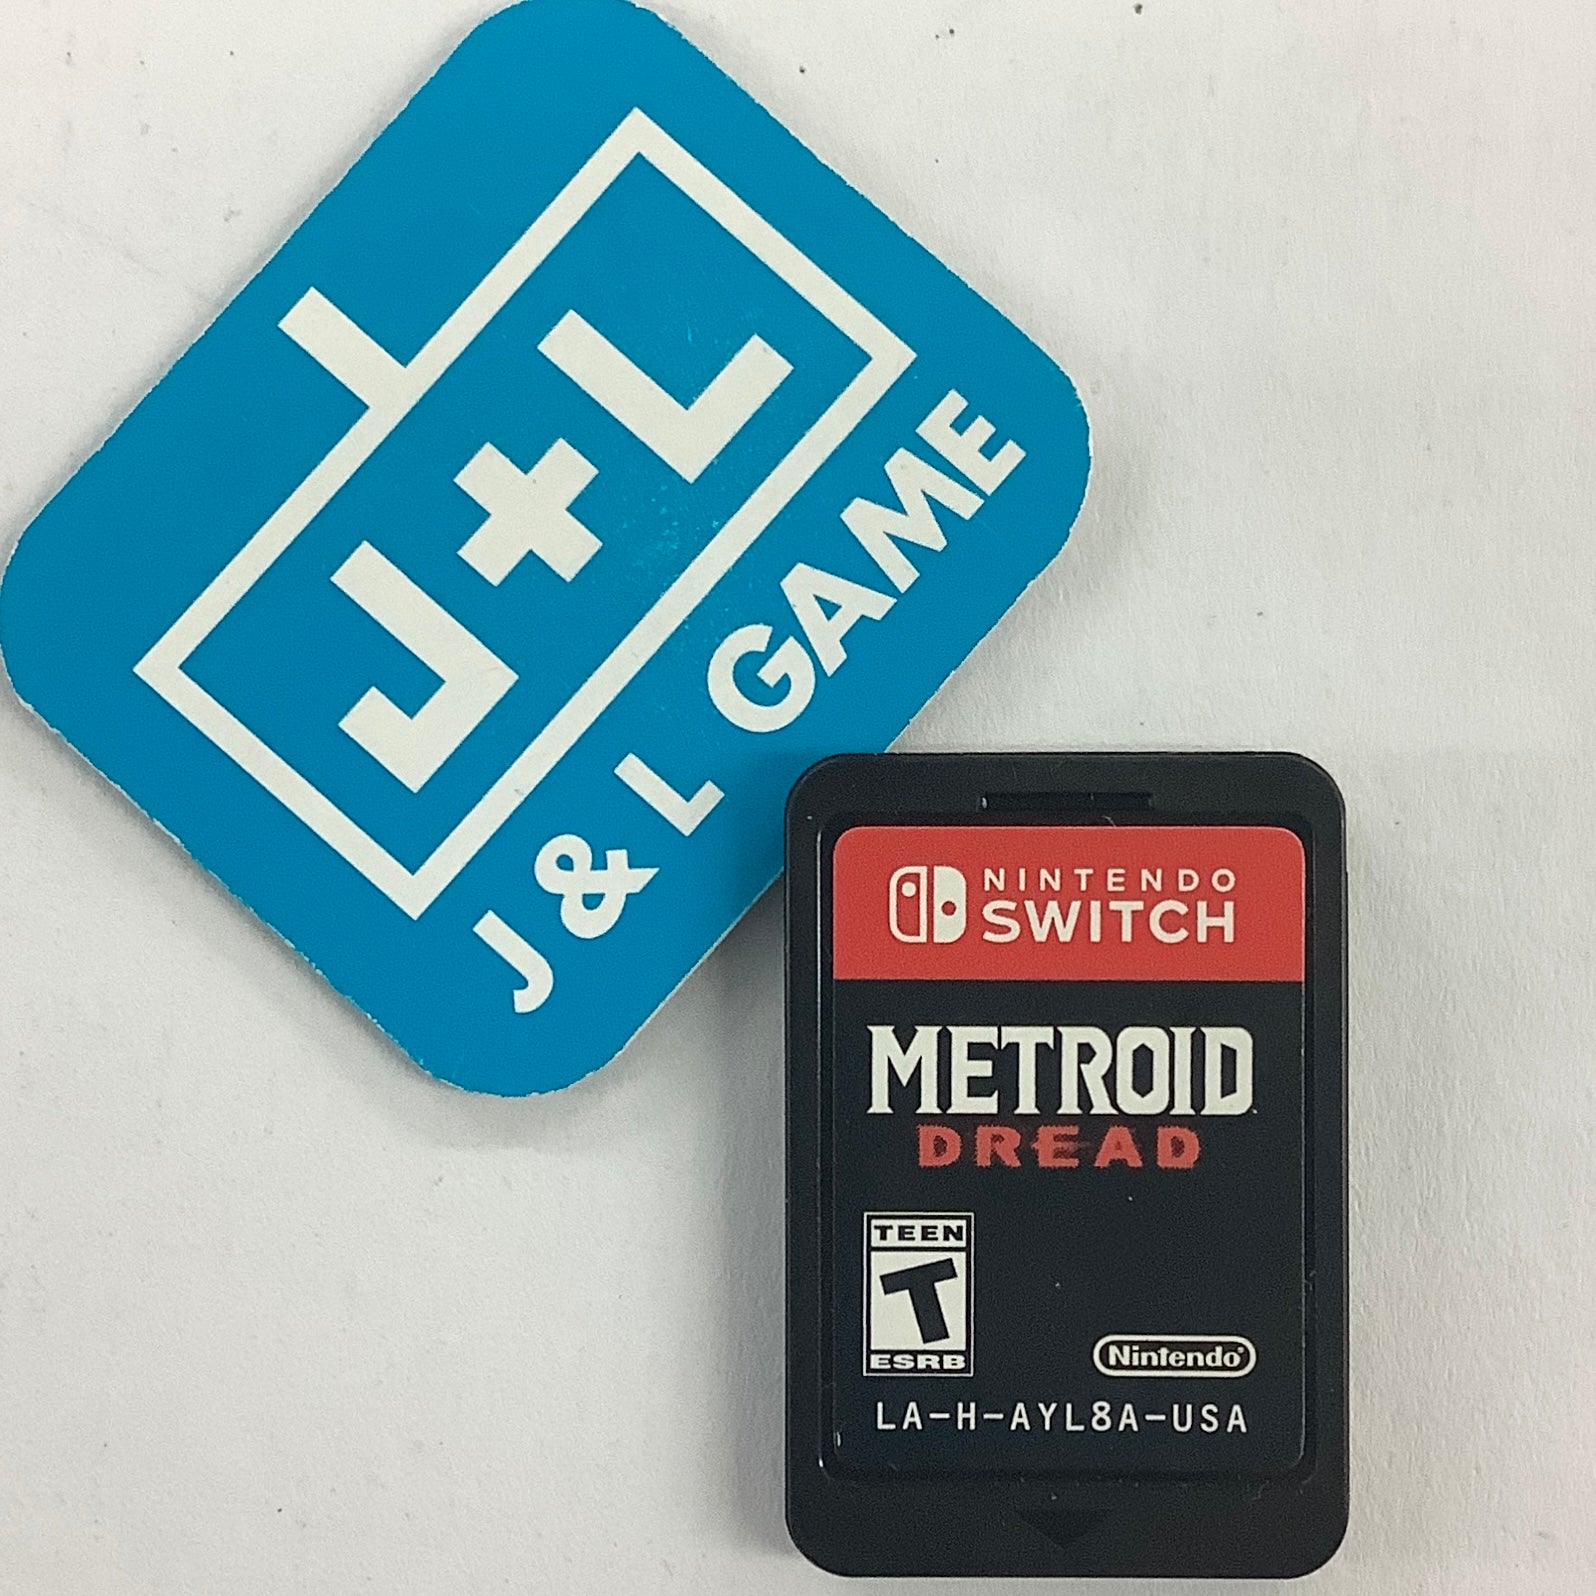 J+L
J & L GAME
NINTENDO
SWITCH
METROID
DREAD
TEEN
T
ESRB
Nintendo
LA-H-AYL8A-USA